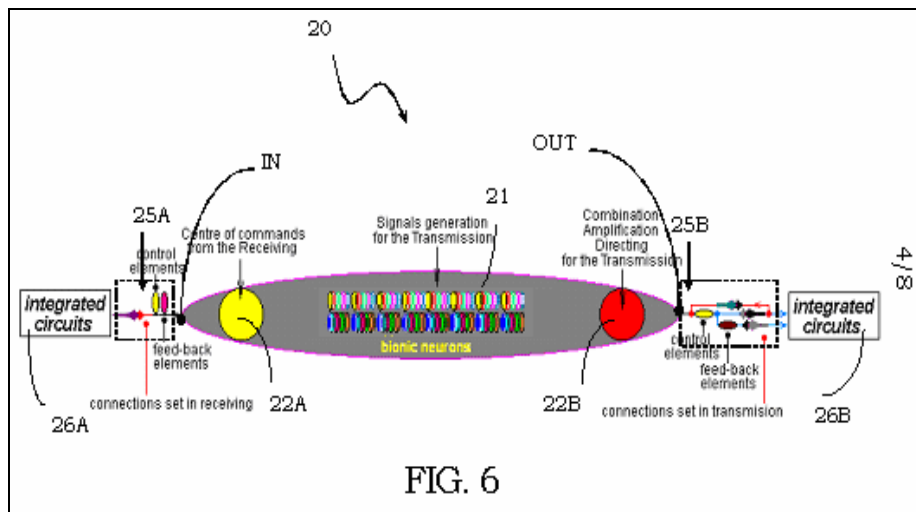 20
IN
OUT
25A
control
elements
Centre of commands
from the Receiving
Signals generation
for the Transmission
21
Combination
Amplification
Directing
for the Transmission
25B
4/8
integrated
circuits
bionic neurons
integrated
circuits
feed-back
elements
control
elements
feed-back
elements
connections set in receiving
22A
22B
connections set in transmision
26A
26B
FIG. 6